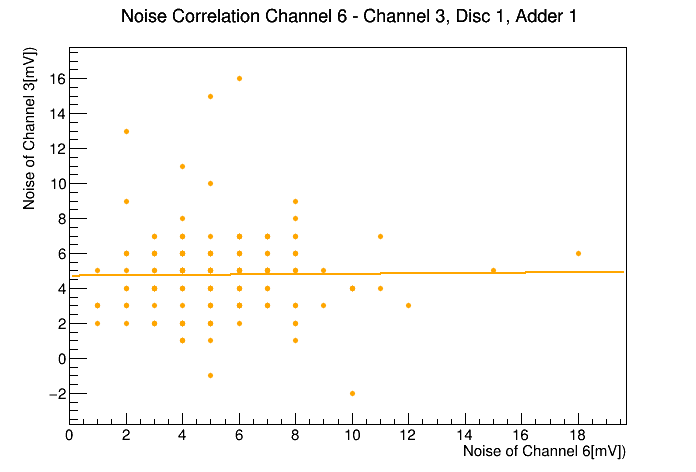 Noise Correlation Channel 6 - Channel 3, Disc 1, Adder 1
Noise of Channel 3[mV])
16
14
12
10
8
6
4
2
0
−2
0 2 4 6 8 10 12 14 16 18
Noise of Channel 6[mV])